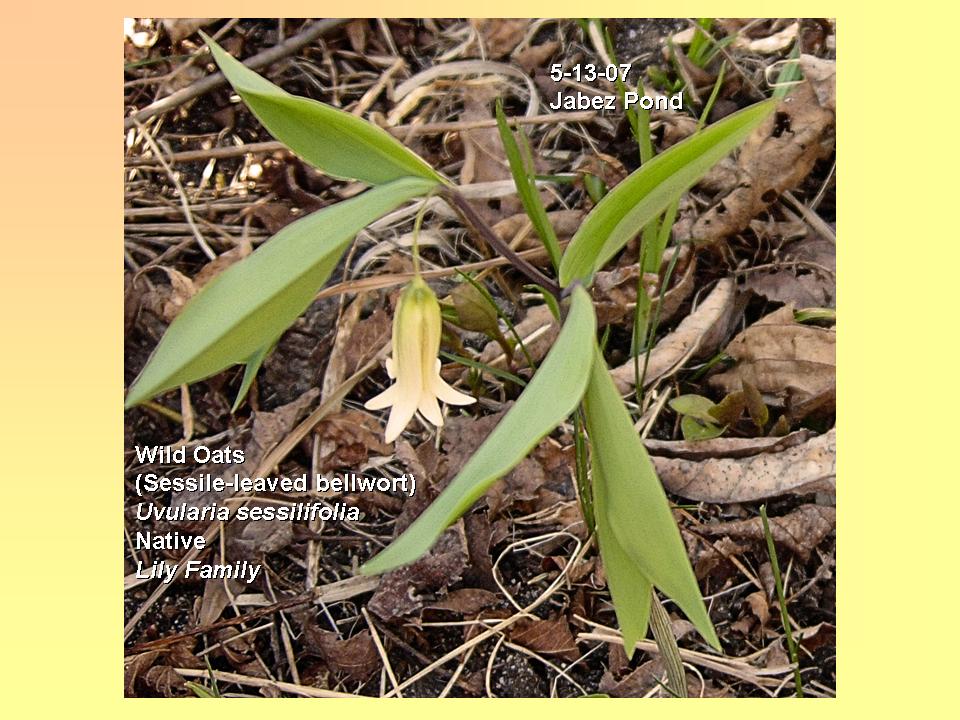 5-13-07
Jabez Pond
Wild Oats
(Sessile-leaved bellwort)
Uvularia sessilifolia
Native
Lily Family